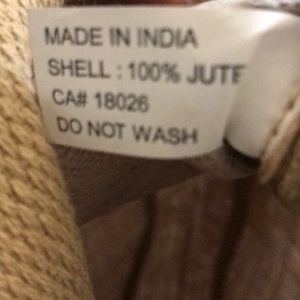 MADE IN INDIA
SHELL : 100% JUTE
CA# 18026
DO NOT WASH